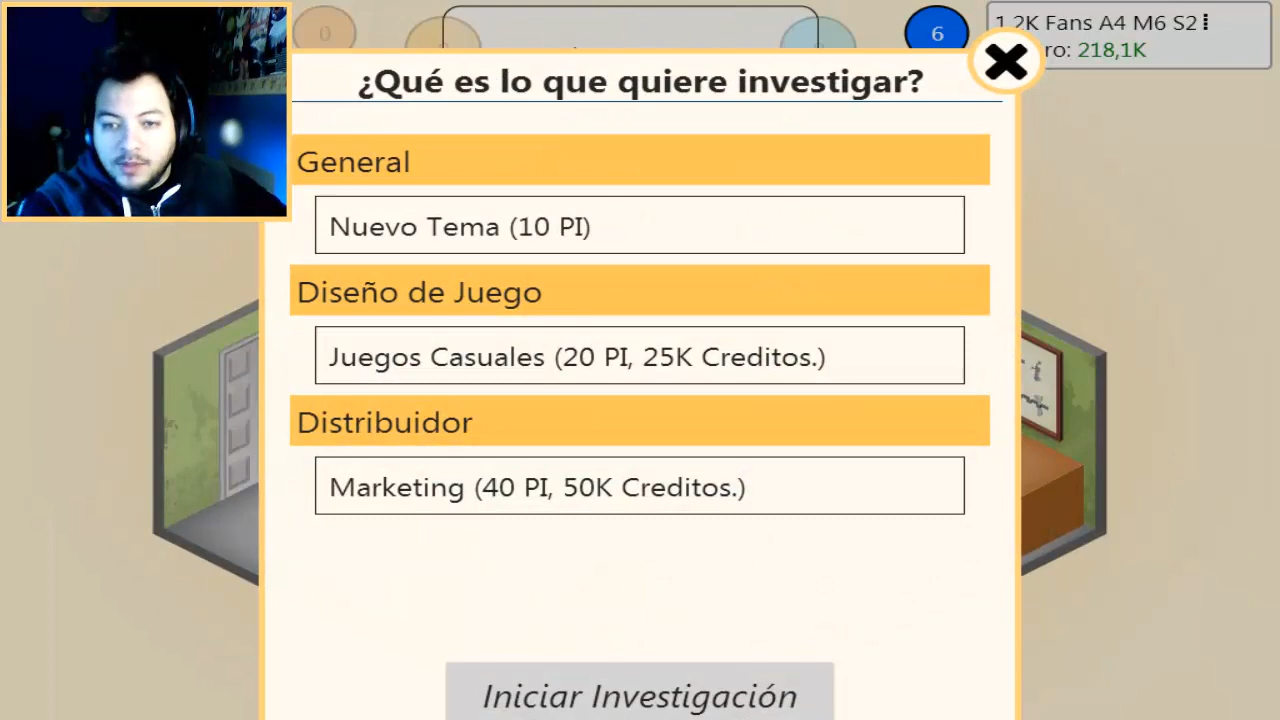 0
6
1,2K Fans A4 M6 S2
ro: 218,1K
¿Qué es lo que quiere investigar?
General
Nuevo Tema (10 PI)
Diseño de Juego
Juegos Casuales (20 PI, 25K Creditos.)
Distribuidor
Marketing (40 PI, 50K Creditos.)
Iniciar Investigación